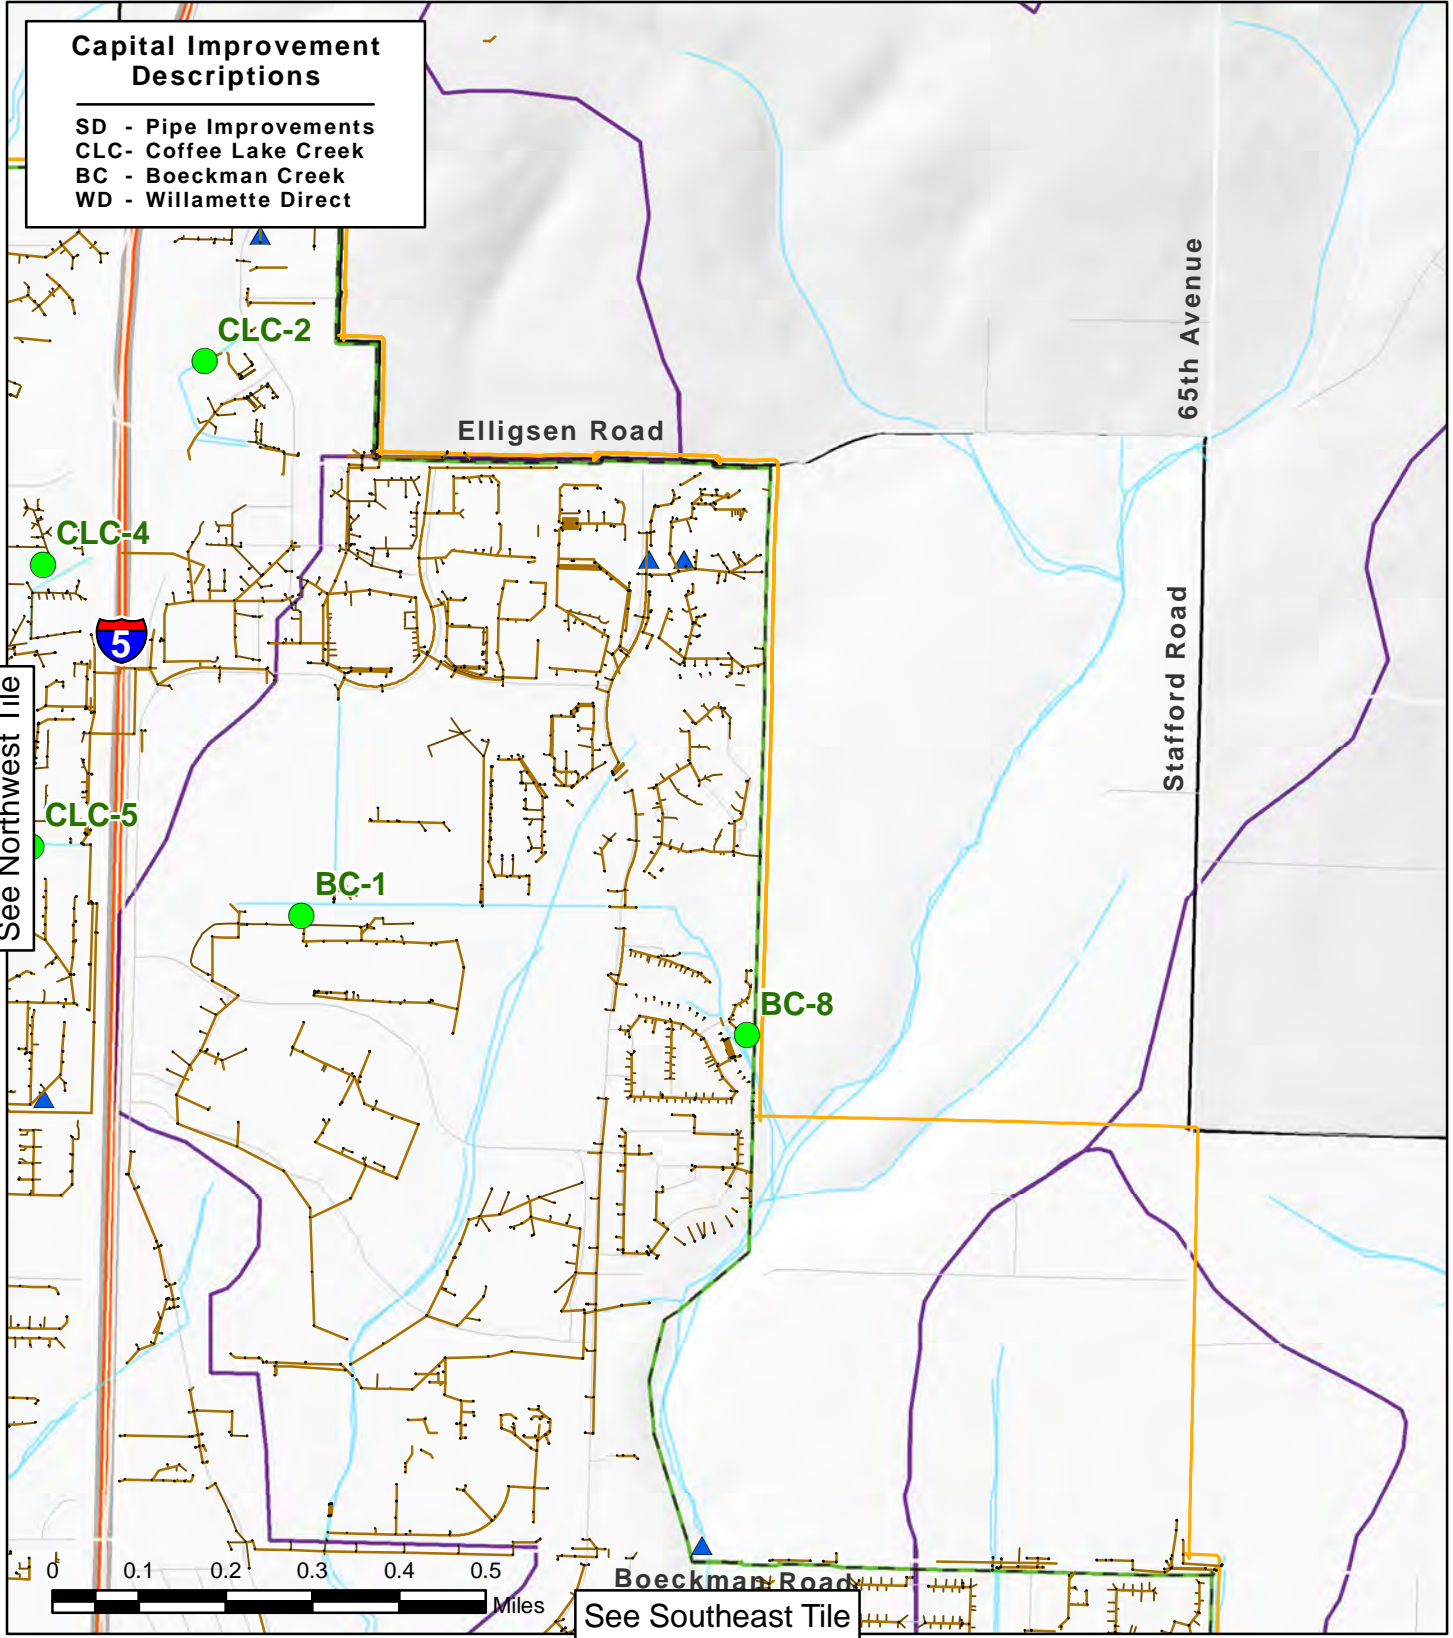 Capital Improvement
Descriptions
SD - Pipe Improvements
CLC- Coffee Lake Creek
BC - Boeckman Creek
WD - Willamette Direct
CLC-2
65th Avenue
Elligsen Road
CLC-4
5
Stafford Road
See Northwest Tile
CLC-5
BC-1
BC-8
0 0.1 0.2 0.3 0.4 0.5
Miles
Boeckman Road
See Southeast Tile